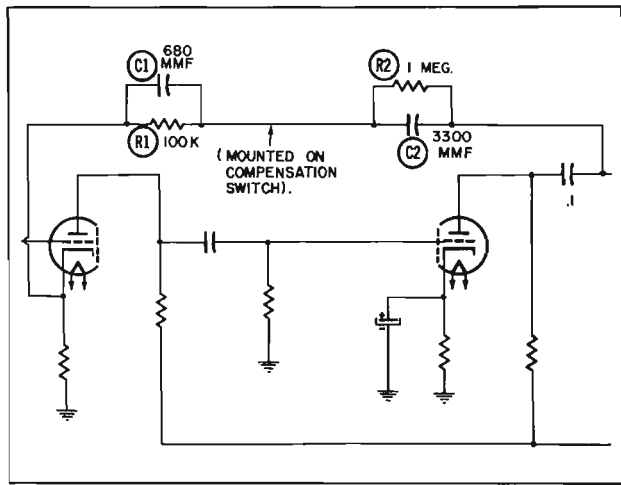 C1 680
MMF
R1 100K
(MOUNTED ON
COMPENSATION
SWITCH).
R2 1 MEG.
C2 3300
MMF
.1